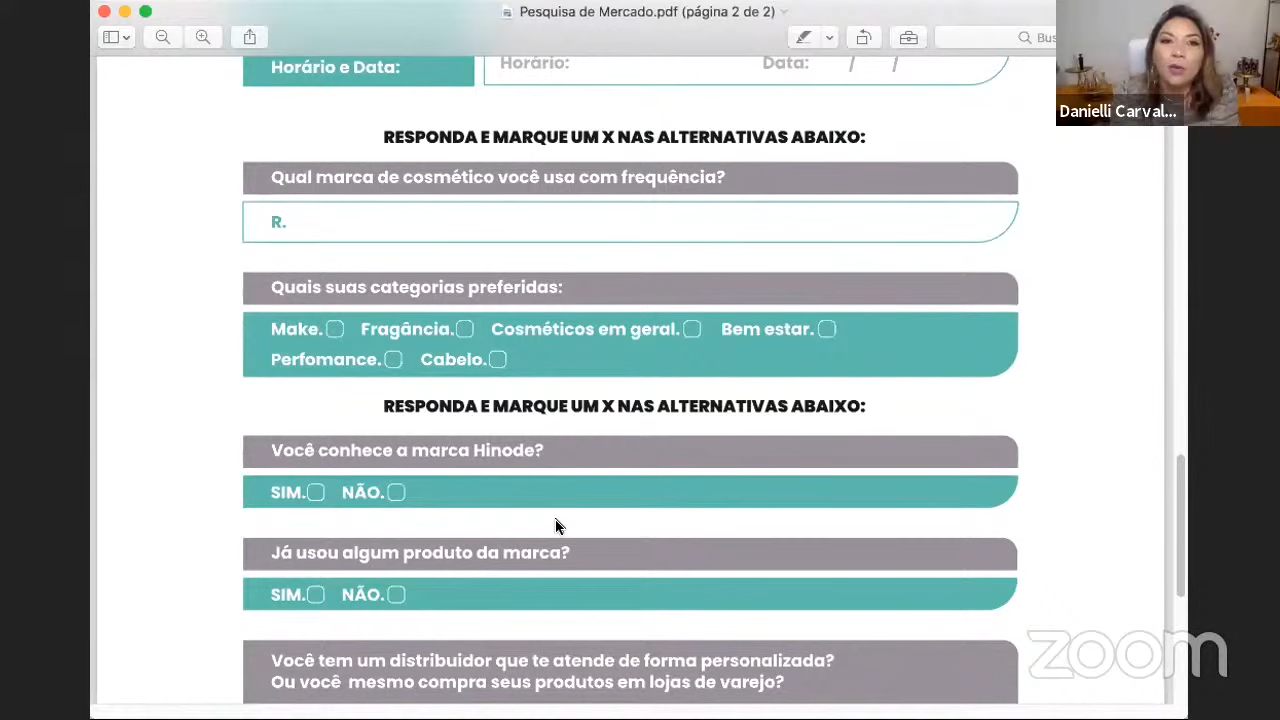 Pesquisa de Mercado.pdf (página 2 de 2)
Bus
Danielli Carval...
Horário e Data:
Horário:
Data: / /
RESPONDA E MARQUE UM X NAS ALTERNATIVAS ABAIXO:
Qual marca de cosmético você usa com frequência?
R.
Quais suas categorias preferidas:
Make. Fragância. Cosméticos em geral. Bem estar.
Perfomance. Cabelo.
RESPONDA E MARQUE UM X NAS ALTERNATIVAS ABAIXO:
Você conhece a marca Hinode?
SIM. NÃO.
Já usou algum produto da marca?
SIM. NÃO.
Você tem um distribuidor que te atende de forma personalizada?
Ou você mesmo compra seus produtos em lojas de varejo?
zoom